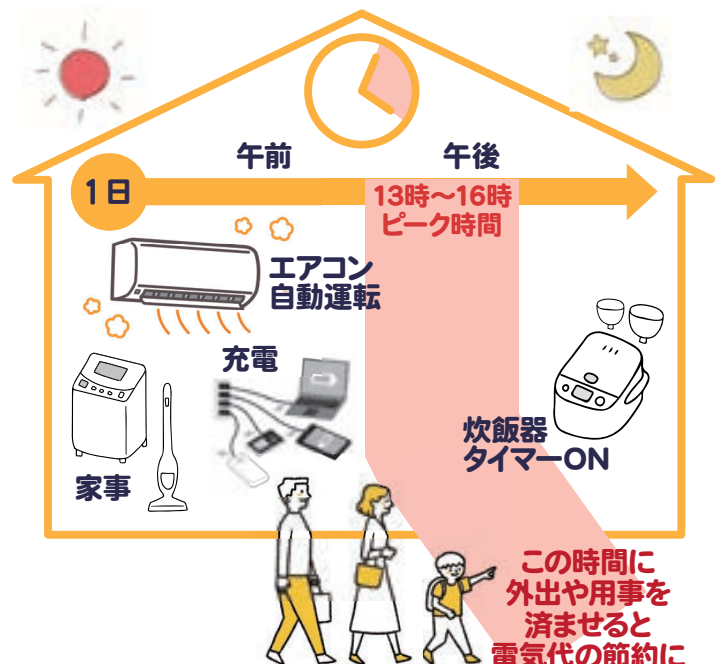 午前
午後
1日
13時～16時
ピーク時間
エアコン
自動運転
充電
家事
炊飯器
タイマーON
この時間に
外出や用事を
済ませると
電気代の節約に